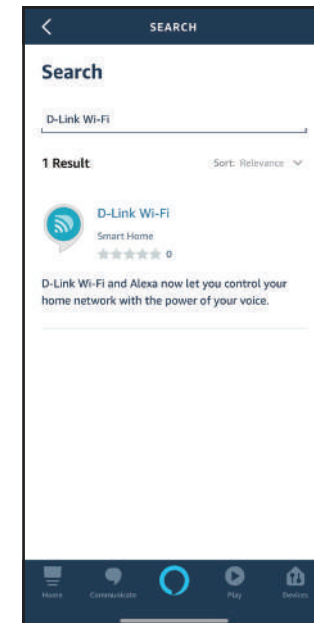 SEARCH
Search
D-Link Wi-Fi
1 Result
Sort: Relevance
D-Link Wi-Fi
Smart Home
0
D-Link Wi-Fi and Alexa now let you control your
home network with the power of your voice.
Home Communicate Play Devices